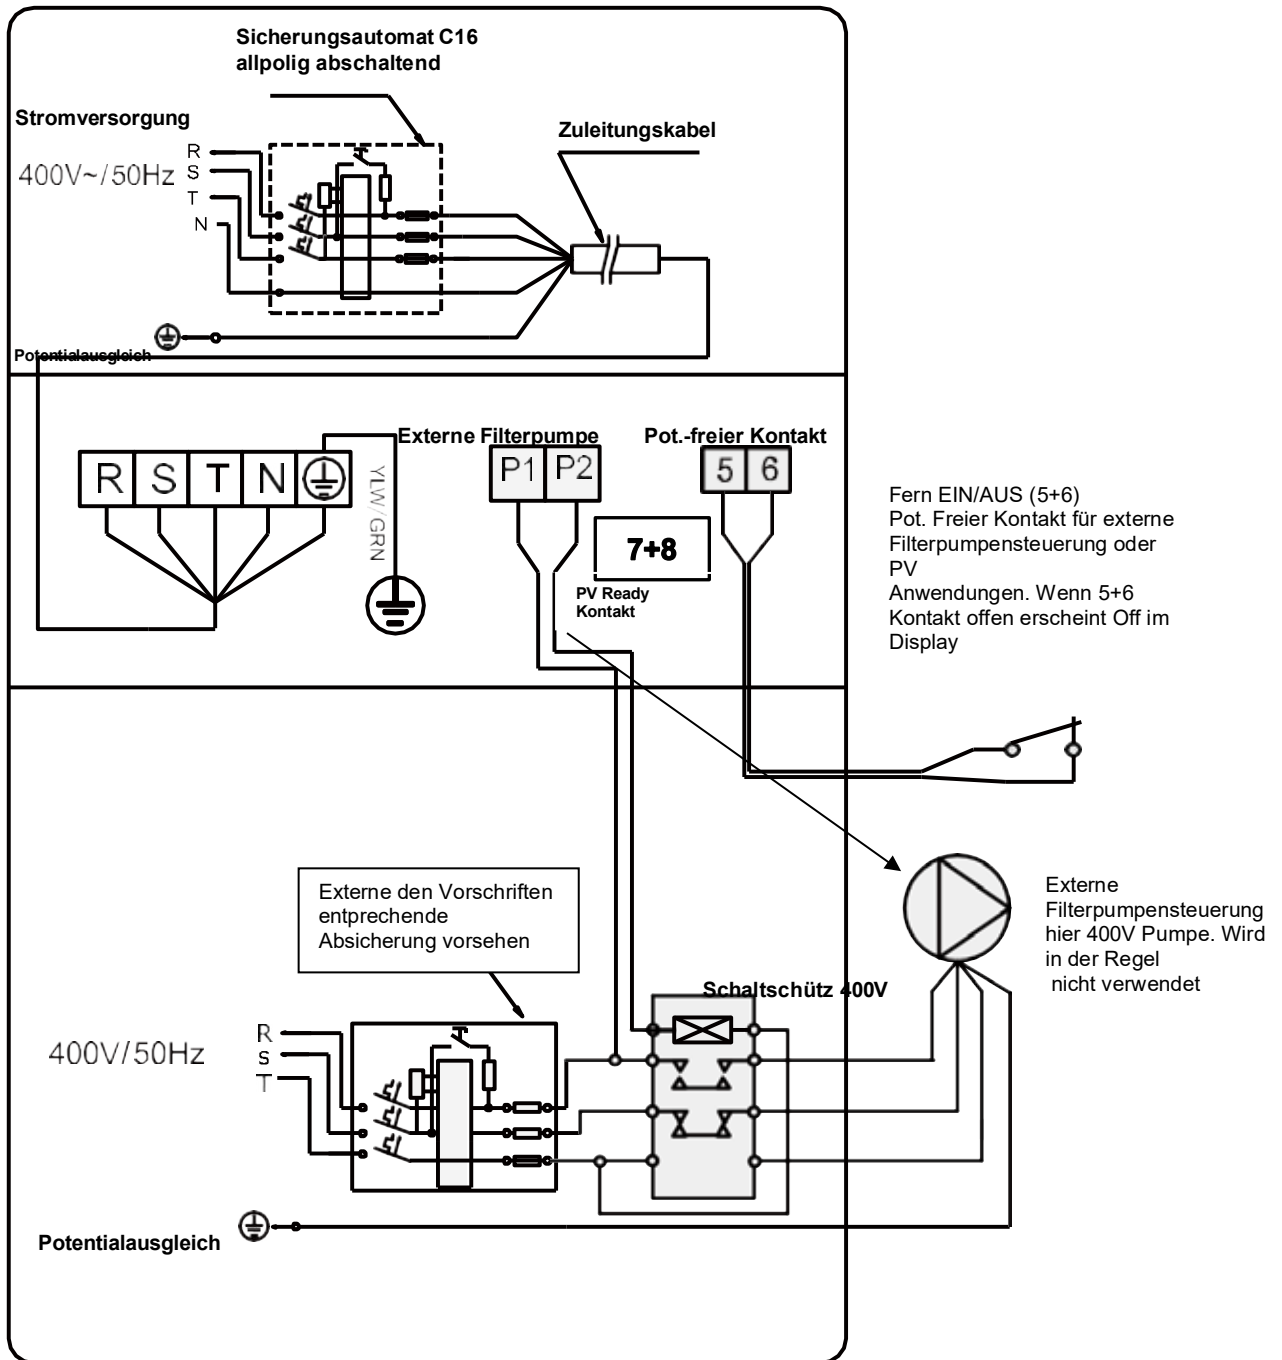 Sicherungsautomat C16
allpolig abschaltend
Stromversorgung
Zuleitungskabel
400V~/50Hz
R
S
T
N
Potentialausgleich
Externe Filterpumpe
Pot.-freier Kontakt
R S T N
YLW/GRN
P1 P2
5 6
7+8
PV Ready
Kontakt
Fern EIN/AUS (5+6)
Pot. Freier Kontakt für externe
Filterpumpensteuerung oder
PV
Anwendungen. Wenn 5+6
Kontakt offen erscheint Off im
Display
Externe den Vorschriften
entprechende
Absicherung vorsehen
Externe
Filterpumpensteuerung
hier 400V Pumpe. Wird
in der Regel
nicht verwendet
Schaltschütz 400V
400V/50Hz
R
S
T
Potentialausgleich